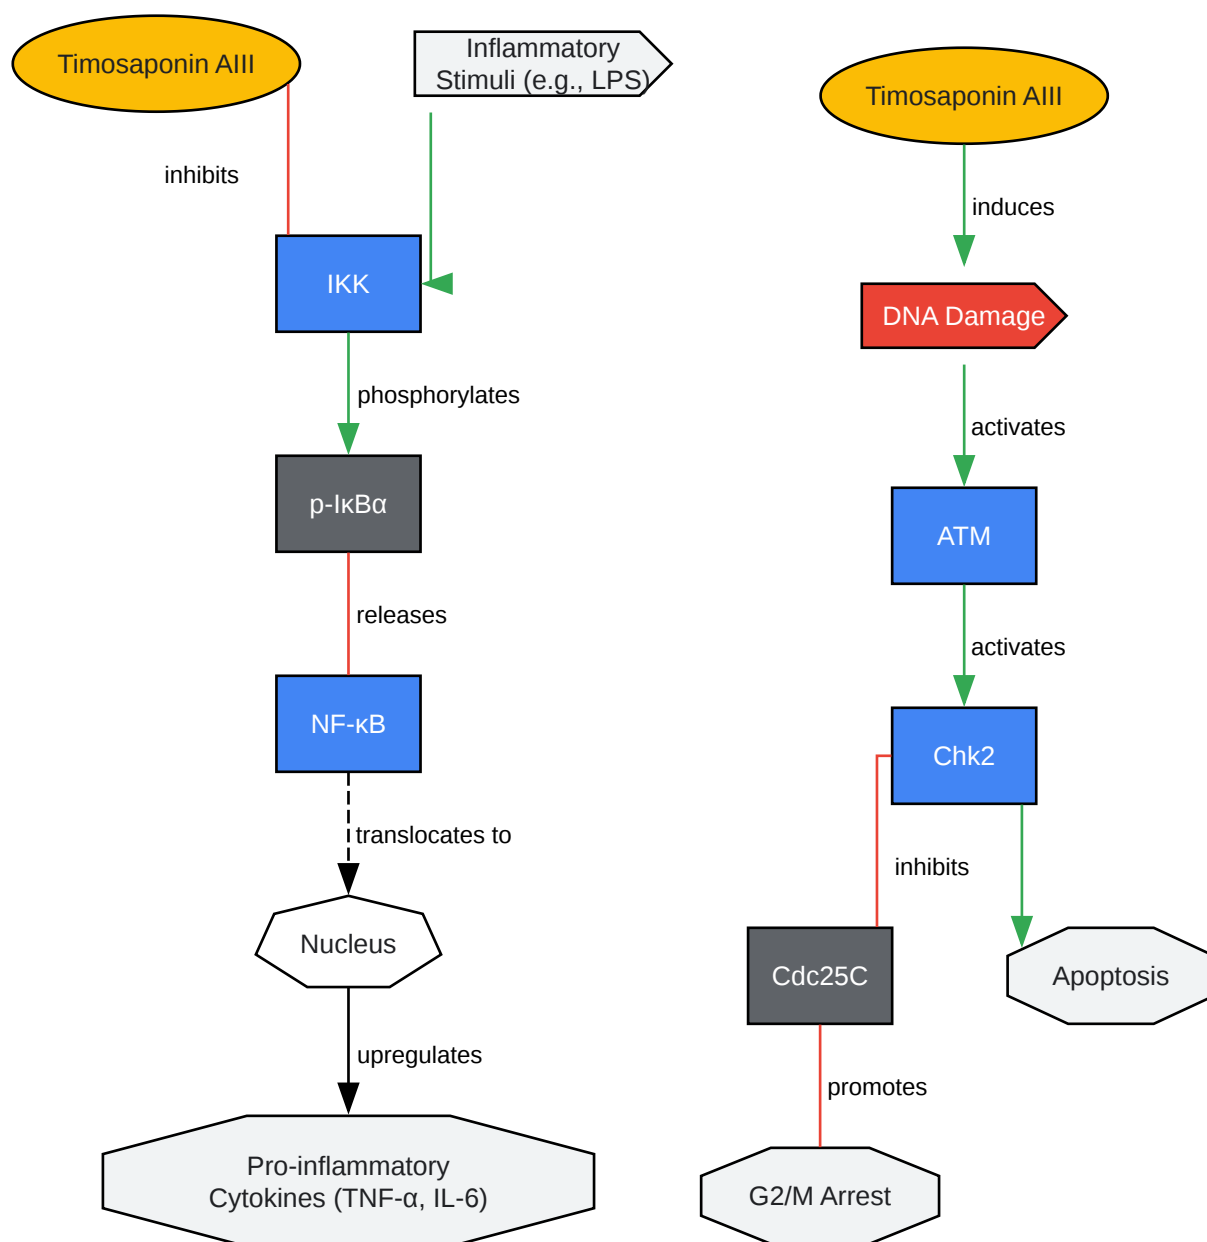 Timosaponin AIII
Inflammatory
Stimuli (e.g., LPS)
inhibits
IKK
phosphorylates
p-IκBα
releases
NF-κB
translocates to
Nucleus
upregulates
Pro-inflammatory
Cytokines (TNF-α, IL-6)
Timosaponin AIII
induces
DNA Damage
activates
ATM
activates
Chk2
inhibits
Cdc25C
Apoptosis
promotes
G2/M Arrest